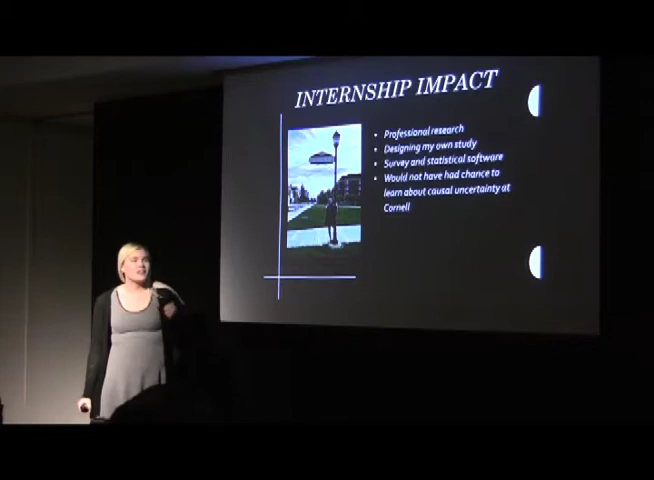 INTERNSHIP IMPACT
• Professional research
• Designing my own study
• Survey and statistical software
• Would not have had chance to
learn about causal uncertainty at
Cornell